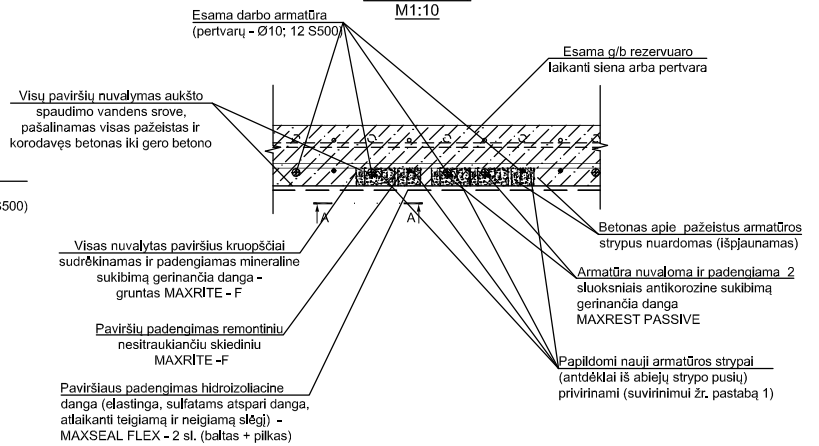 M1:10
Esama darbo armatūra
(pertvarų - Ø10; 12 S500)
Esama g/b rezervuaro
laikanti siena arba pertvara
Visų paviršių nuvalymas aukšto
spaudimo vandens srove,
pašalinamas visas pažeistas ir
korodavęs betonas iki gero betono
S500)
A
A
Betonas apie pažeistus armatūros
strypus nuardomas (išpjaunamas)
Visas nuvalytas paviršius kruopščiai
sudrėkinamas ir padengiamas mineraline
sukibimą gerinančia danga -
gruntas MAXRITE - F
Armatūra nuvaloma ir padengiama 2
sluoksniais antikorozine sukibimą
gerinančia danga
MAXREST PASSIVE
Paviršių padengimas remontiniu
nesitraukiančiu skiediniu
MAXRITE -F
Papildomi nauji armatūros strypai
(antdėklai iš abiejų strypo pusių)
privirinami (suvirinimui žr. pastabą 1)
Paviršiaus padengimas hidroizoliacine
danga (elastinga, sulfatams atspari danga,
atlaikanti teigiamą ir neigiamą slėgį) -
MAXSEAL FLEX - 2 sl. (baltas + pilkas)